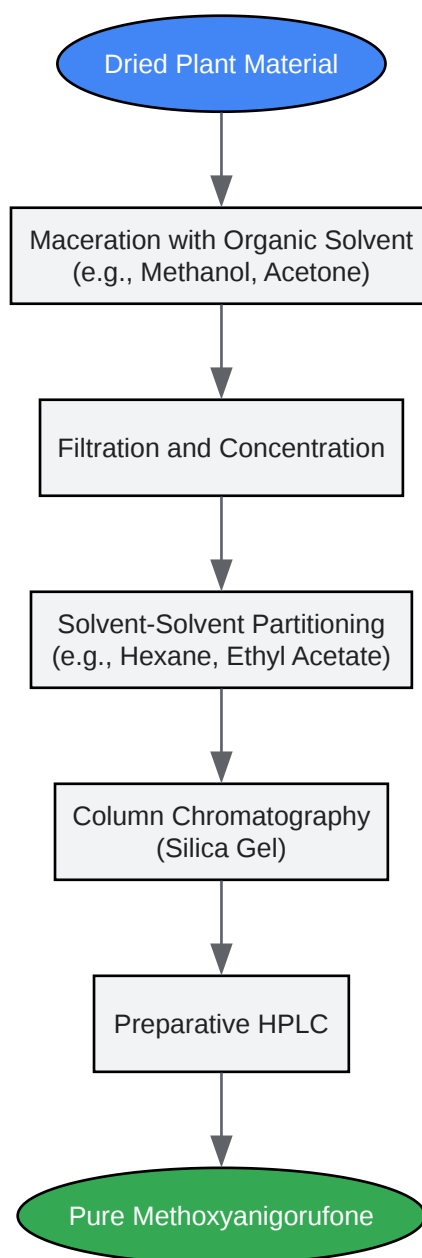 Dried Plant Material
Maceration with Organic Solvent
(e.g., Methanol, Acetone)
Filtration and Concentration
Solvent-Solvent Partitioning
(e.g., Hexane, Ethyl Acetate)
Column Chromatography
(Silica Gel)
Preparative HPLC
Pure Methoxyanigorufone